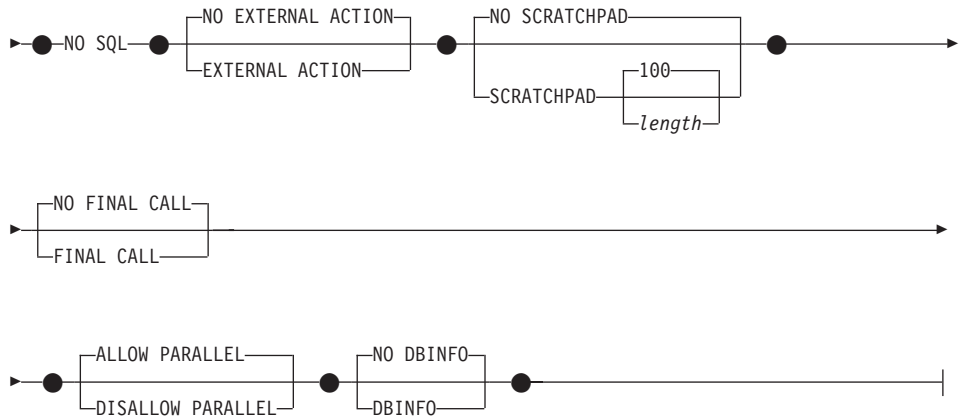 NO EXTERNAL ACTION
NO SCRATCHPAD
NO SQL
EXTERNAL ACTION
100
SCRATCHPAD
length
NO FINAL CALL
FINAL CALL
ALLOW PARALLEL
NO DBINFO
DISALLOW PARALLEL
DBINFO